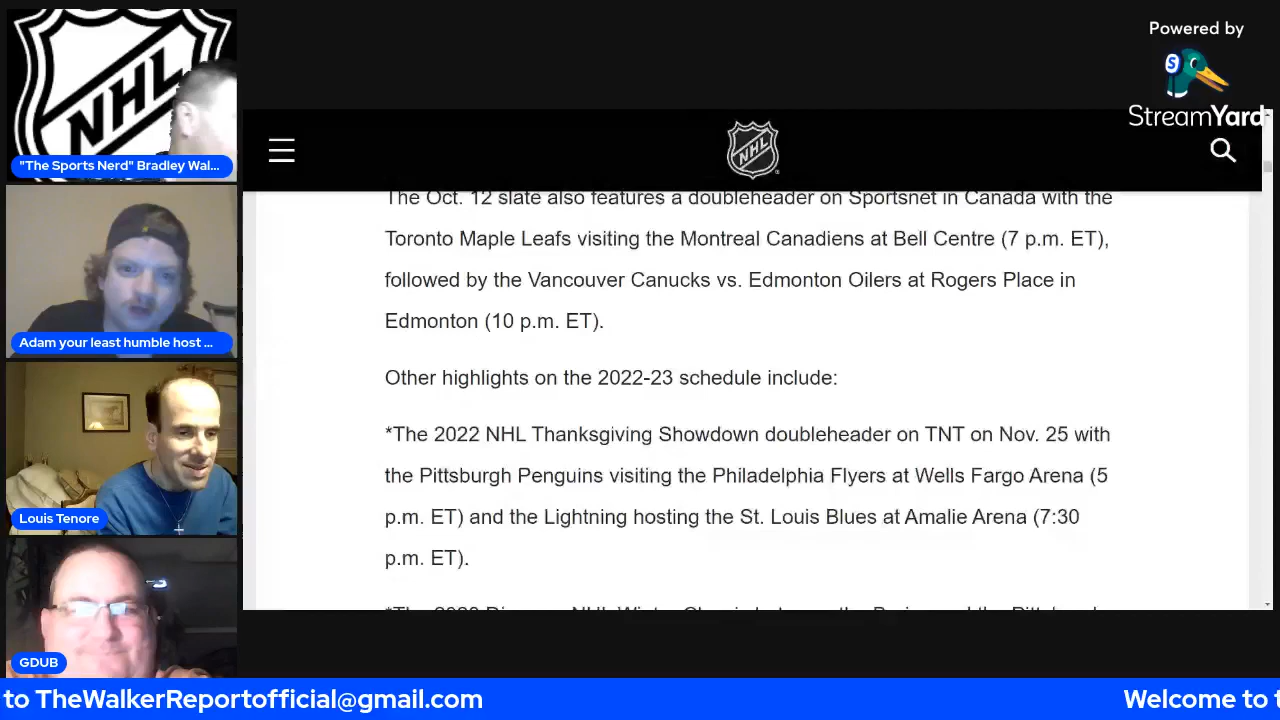 Powered by
StreamYard
NHL
"The Sports Nerd" Bradley Wal...
Adam your least humble host ...
Louis Tenore
GDUB
NHL
The Oct. 12 slate also features a doubleheader on Sportsnet in Canada with the
Toronto Maple Leafs visiting the Montreal Canadiens at Bell Centre (7 p.m. ET),
followed by the Vancouver Canucks vs. Edmonton Oilers at Rogers Place in
Edmonton (10 p.m. ET).
Other highlights on the 2022-23 schedule include:
*The 2022 NHL Thanksgiving Showdown doubleheader on TNT on Nov. 25 with
the Pittsburgh Penguins visiting the Philadelphia Flyers at Wells Fargo Arena (5
p.m. ET) and the Lightning hosting the St. Louis Blues at Amalie Arena (7:30
p.m. ET).
to TheWalkerReportofficial@gmail.com
Welcome to t